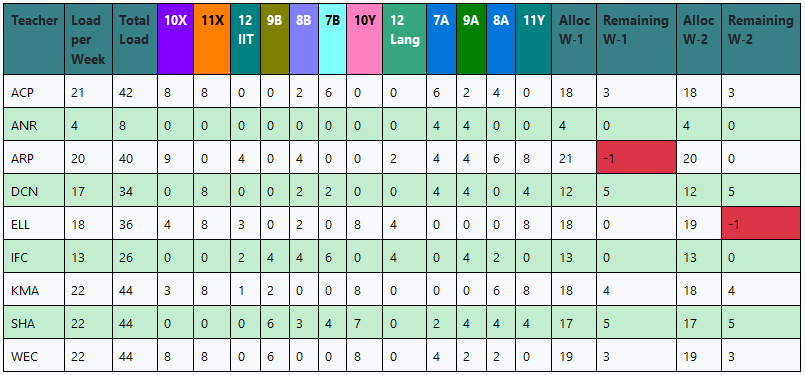 Teacher Load per Week Total Load 10X 11X 12 IIT 9B 8B 7B 10Y 12 Lang 7A 9A 8A 11Y Alloc W-1 Remaining W-1 Alloc W-2 Remaining W-2
ACP 21 42 8 8 0 0 2 6 0 0 6 2 4 0 18 3 18 3
ANR 4 8 0 0 0 0 0 0 0 0 4 4 0 0 4 0 4 0
ARP 20 40 9 0 4 0 4 0 0 2 4 4 6 8 21 -1 20 0
DCN 17 34 0 8 0 0 2 2 0 0 4 4 0 4 12 5 12 5
ELL 18 36 4 8 3 0 2 0 8 4 0 0 0 8 18 0 19 -1
IFC 13 26 0 0 2 4 4 6 0 4 0 4 2 0 13 0 13 0
KMA 22 44 3 8 1 2 0 0 8 0 0 0 6 8 18 4 18 4
SHA 22 44 0 0 0 6 3 4 7 0 2 4 4 4 17 5 17 5
WEC 22 44 8 8 0 6 0 0 8 0 4 2 2 0 19 3 19 3